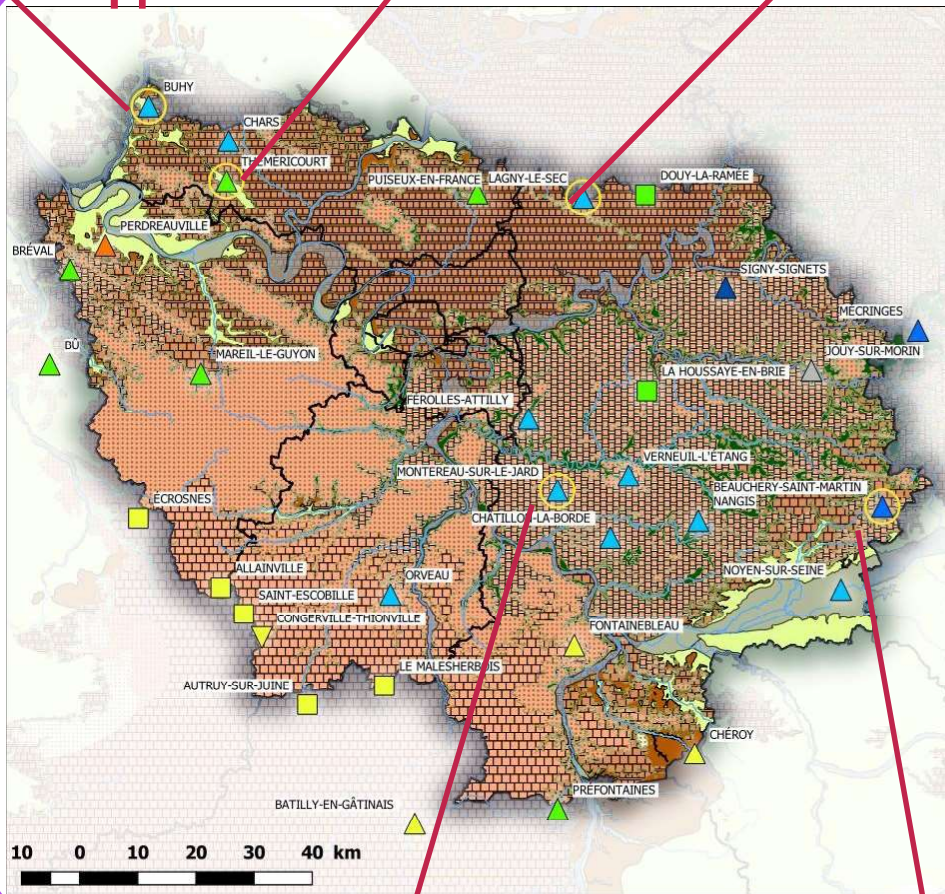 BUHY
CHARS
THÉMÉRICOURT
PUISEUX-EN-FRANCE
LAGNY-LE-SEC
DOUY-LA-RAMÉE
PERDREAUVILLE
BRÉVAL
SIGNY-SIGNETS
MÉCRINGES
BÛ
MAREIL-LE-GUYON
JOUY-SUR-MORIN
LA HOUSSAYE-EN-BRIE
FÉROLLES-ATTILLY
VERNEUIL-L'ÉTANG
MONTEREAU-SUR-LE-JARD
BEAUCHERY-SAINT-MARTIN
ÉCROSNES
NANGIS
CHATILLON-LA-BORDE
ALLAINVILLE
ORVEAU
NOYEN-SUR-SEINE
SAINT-ESCOBILLE
CONGERVILLE-THIONVILLE
FONTAINEBLEAU
LE MALESHERBOIS
AUTRUY-SUR-JUINE
CHÉROY
BATILLY-EN-GÂTINAIS
PRÉFONTAINES
10 0 10 20 30 40 km